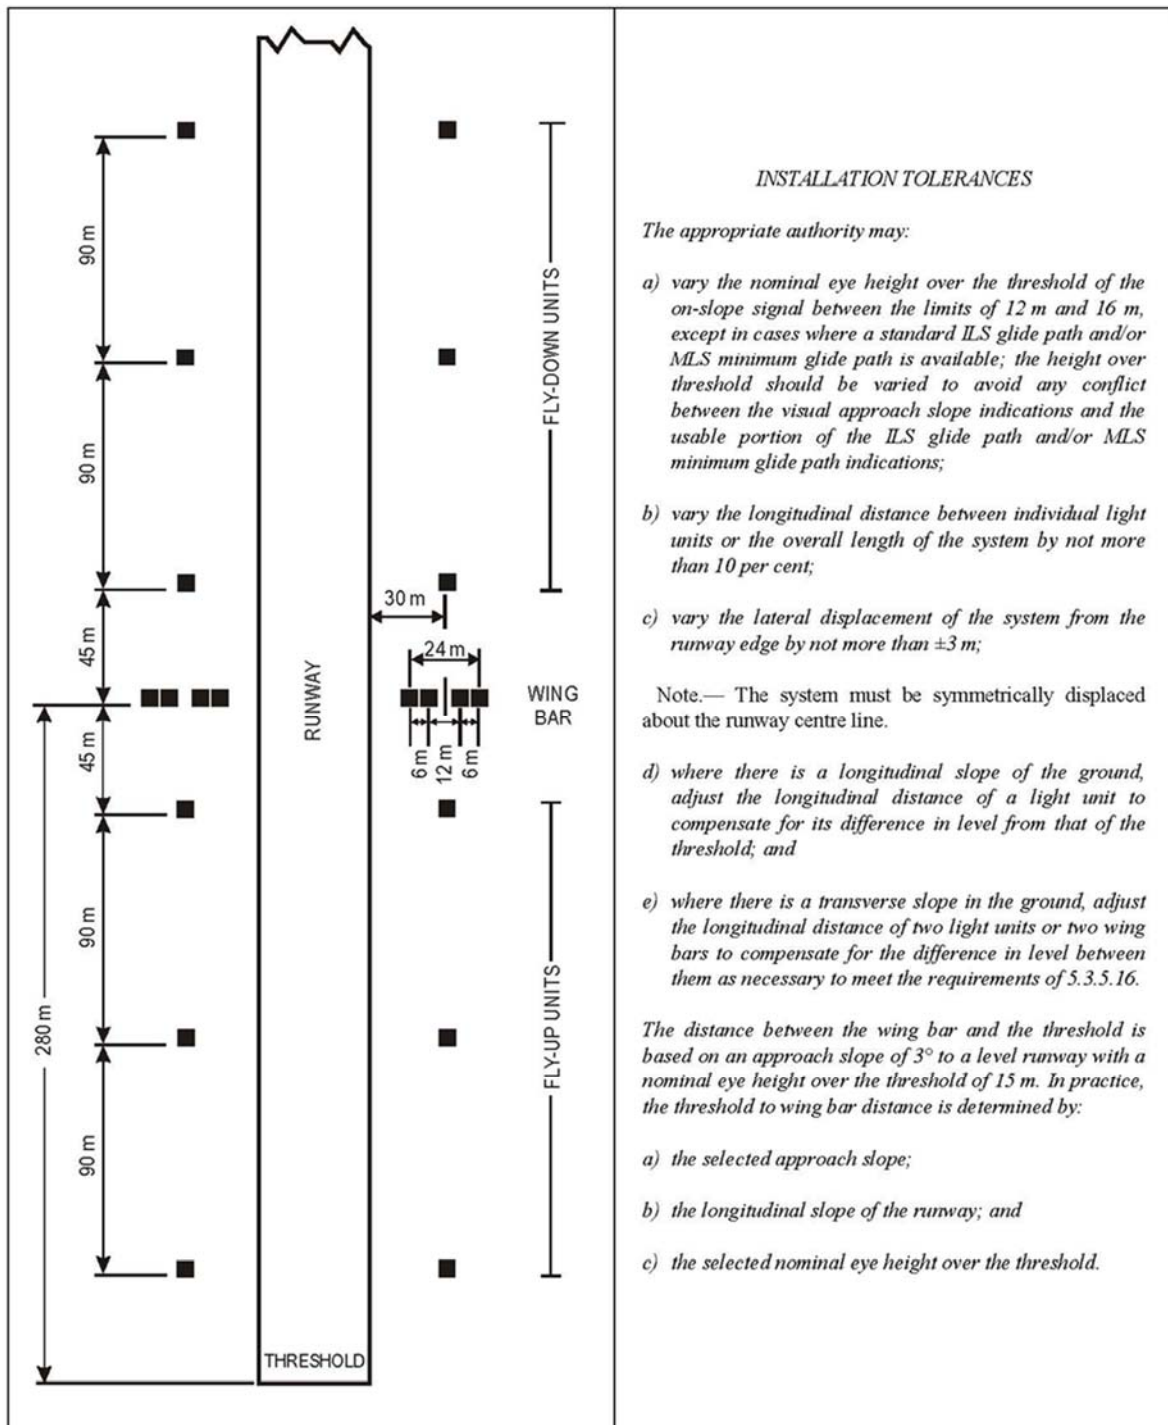 90 m
90 m
45 m
45 m
90 m
90 m
280 m
RUNWAY
THRESHOLD
30 m
24 m
6 m
12 m
6 m
WING
BAR
FLY-DOWN UNITS
FLY-UP UNITS
INSTALLATION TOLERANCES
The appropriate authority may:
a) vary the nominal eye height over the threshold of the
on-slope signal between the limits of 12 m and 16 m,
except in cases where a standard ILS glide path and/or
MLS minimum glide path is available; the height over
threshold should be varied to avoid any conflict
between the visual approach slope indications and the
usable portion of the ILS glide path and/or MLS
minimum glide path indications;
b) vary the longitudinal distance between individual light
units or the overall length of the system by not more
than 10 per cent;
c) vary the lateral displacement of the system from the
runway edge by not more than ±3 m;
Note.— The system must be symmetrically displaced
about the runway centre line.
d) where there is a longitudinal slope of the ground,
adjust the longitudinal distance of a light unit to
compensate for its difference in level from that of the
threshold; and
e) where there is a transverse slope in the ground, adjust
the longitudinal distance of two light units or two wing
bars to compensate for the difference in level between
them as necessary to meet the requirements of 5.3.5.16.
The distance between the wing bar and the threshold is
based on an approach slope of 3° to a level runway with a
nominal eye height over the threshold of 15 m. In practice,
the threshold to wing bar distance is determined by:
a) the selected approach slope;
b) the longitudinal slope of the runway; and
c) the selected nominal eye height over the threshold.